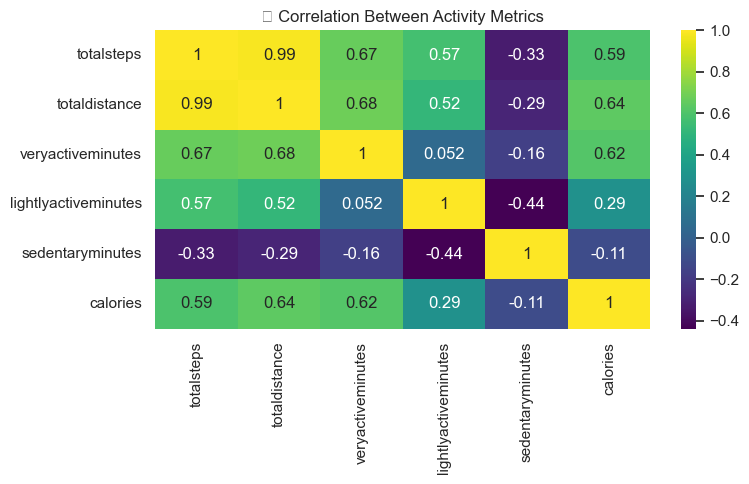 Correlation Between Activity Metrics
totalsteps 1 0.99 0.67 0.57 -0.33 0.59
totaldistance 0.99 1 0.68 0.52 -0.29 0.64
veryactiveminutes 0.67 0.68 1 0.052 -0.16 0.62
lightlyactiveminutes 0.57 0.52 0.052 1 -0.44 0.29
sedentaryminutes -0.33 -0.29 -0.16 -0.44 1 -0.11
calories 0.59 0.64 0.62 0.29 -0.11 1
totalsteps
totaldistance
veryactiveminutes
lightlyactiveminutes
sedentaryminutes
calories
1.0
0.8
0.6
0.4
0.2
0.0
−0.2
−0.4